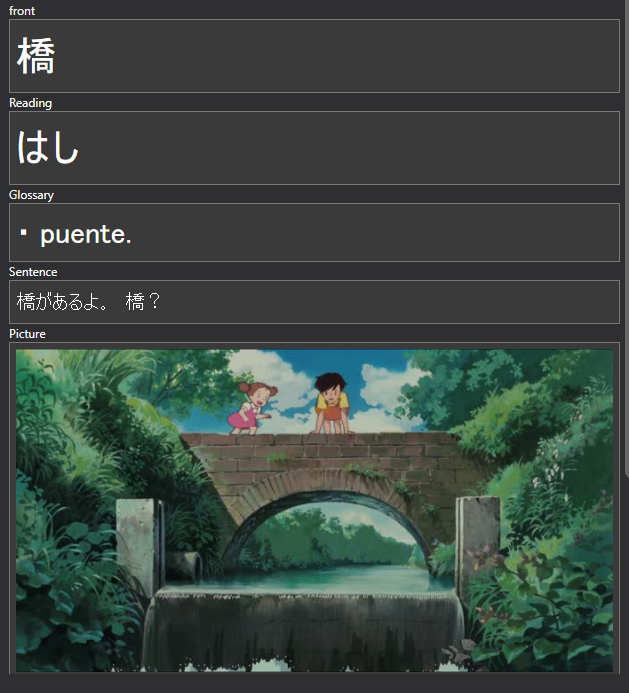 front
橋
Reading
はし
Glossary
▪ puente.
Sentence
橋があるよ。 橋？
Picture